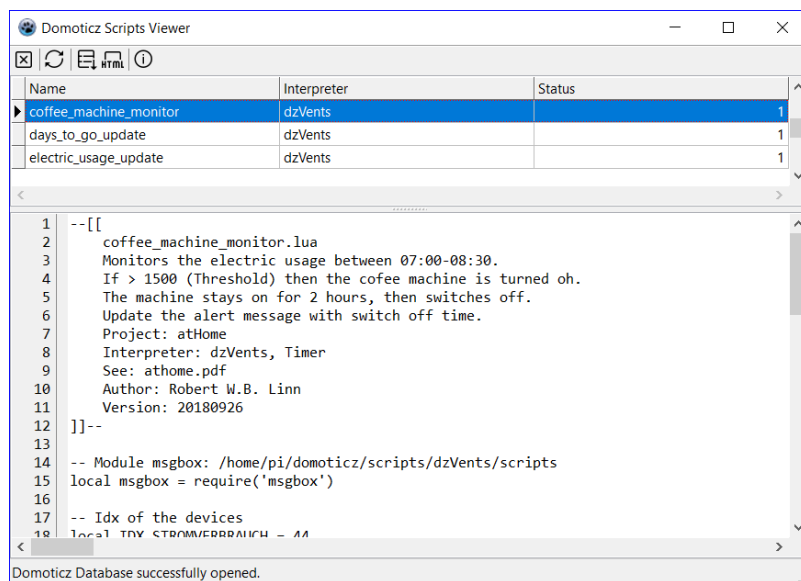 Domoticz Scripts Viewer
HTML
Name Interpreter Status
coffee_machine_monitor dzVents 1
days_to_go_update dzVents 1
electric_usage_update dzVents 1
1 --[[
2 coffee_machine_monitor.lua
3 Monitors the electric usage between 07:00-08:30.
4 If > 1500 (Threshold) then the cofee machine is turned oh.
5 The machine stays on for 2 hours, then switches off.
6 Update the alert message with switch off time.
7 Project: atHome
8 Interpreter: dzVents, Timer
9 See: athome.pdf
10 Author: Robert W.B. Linn
11 Version: 20180926
12 ]]--
13
14 -- Module msgbox: /home/pi/domoticz/scripts/dzVents/scripts
15 local msgbox = require('msgbox')
16
17 -- Idx of the devices
18 local IDX_STROMVERBRAUCH = 44
Domoticz Database successfully opened.